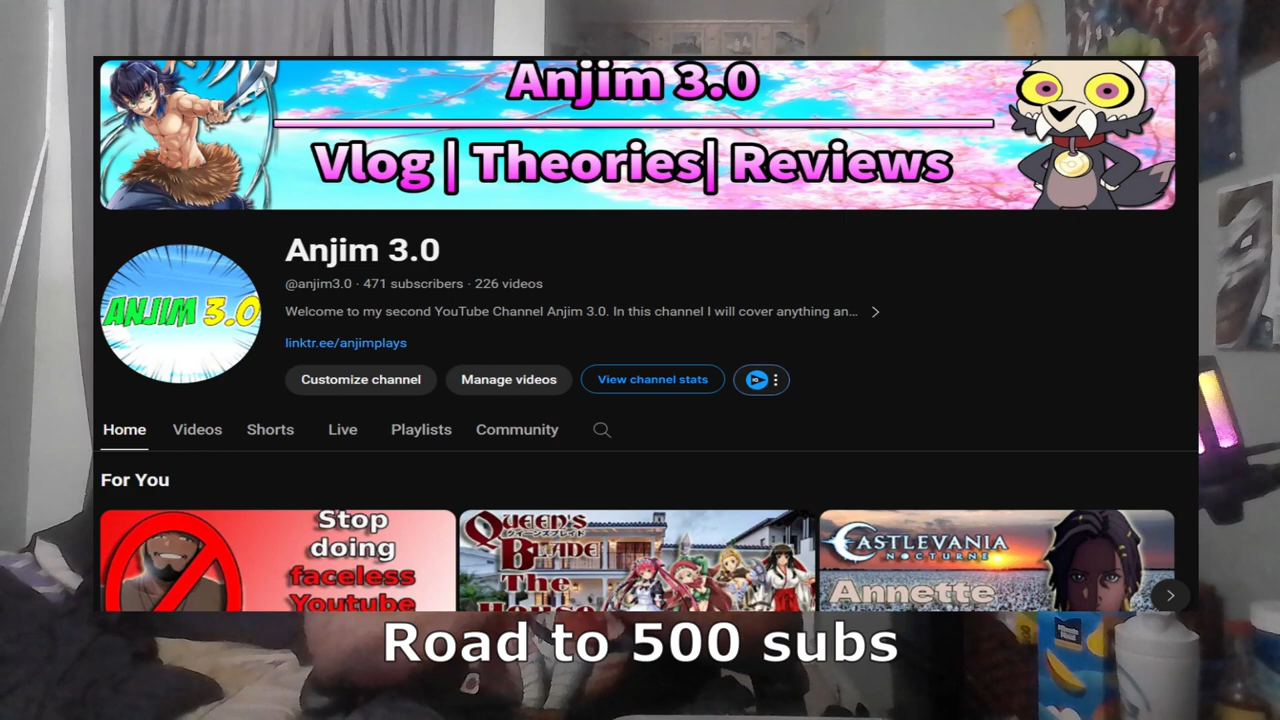 Anjim 3.0
Vlog | Theories| Reviews
ANJIM 3.0
Anjim 3.0
@anjim3.0 · 471 subscribers · 226 videos
Welcome to my second YouTube Channel Anjim 3.0. In this channel I will cover anything an...
linktr.ee/anjimplays
Customize channel
Manage videos
View channel stats
Home
Videos
Shorts
Live
Playlists
Community
For You
Stop
doing
faceless
Youtube
QUEEN'S
クイーンズブレイド
BLADE
The
House
CASTLEVANIA
NOCTURNE
Annette
Road to 500 subs